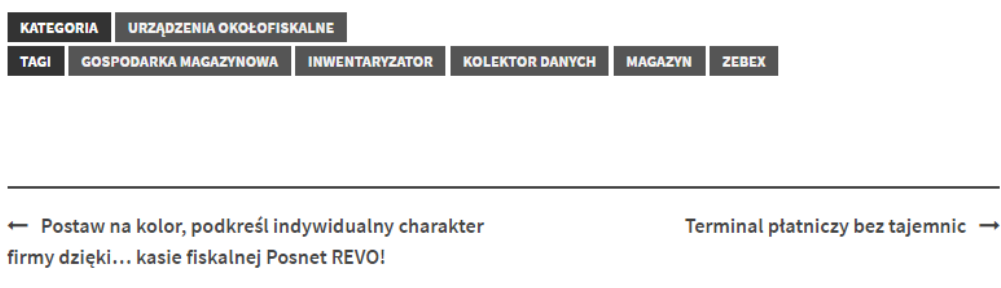 KATEGORIA URZĄDZENIA OKOŁOFISKALNE
TAGI GOSPODARKA MAGAZYNOWA INWENTARYZATOR KOLEKTOR DANYCH MAGAZYN ZEBEX
← Postaw na kolor, podkreśl indywidualny charakter
firmy dzięki… kasie fiskalnej Posnet REVO!
Terminal płatniczy bez tajemnic →